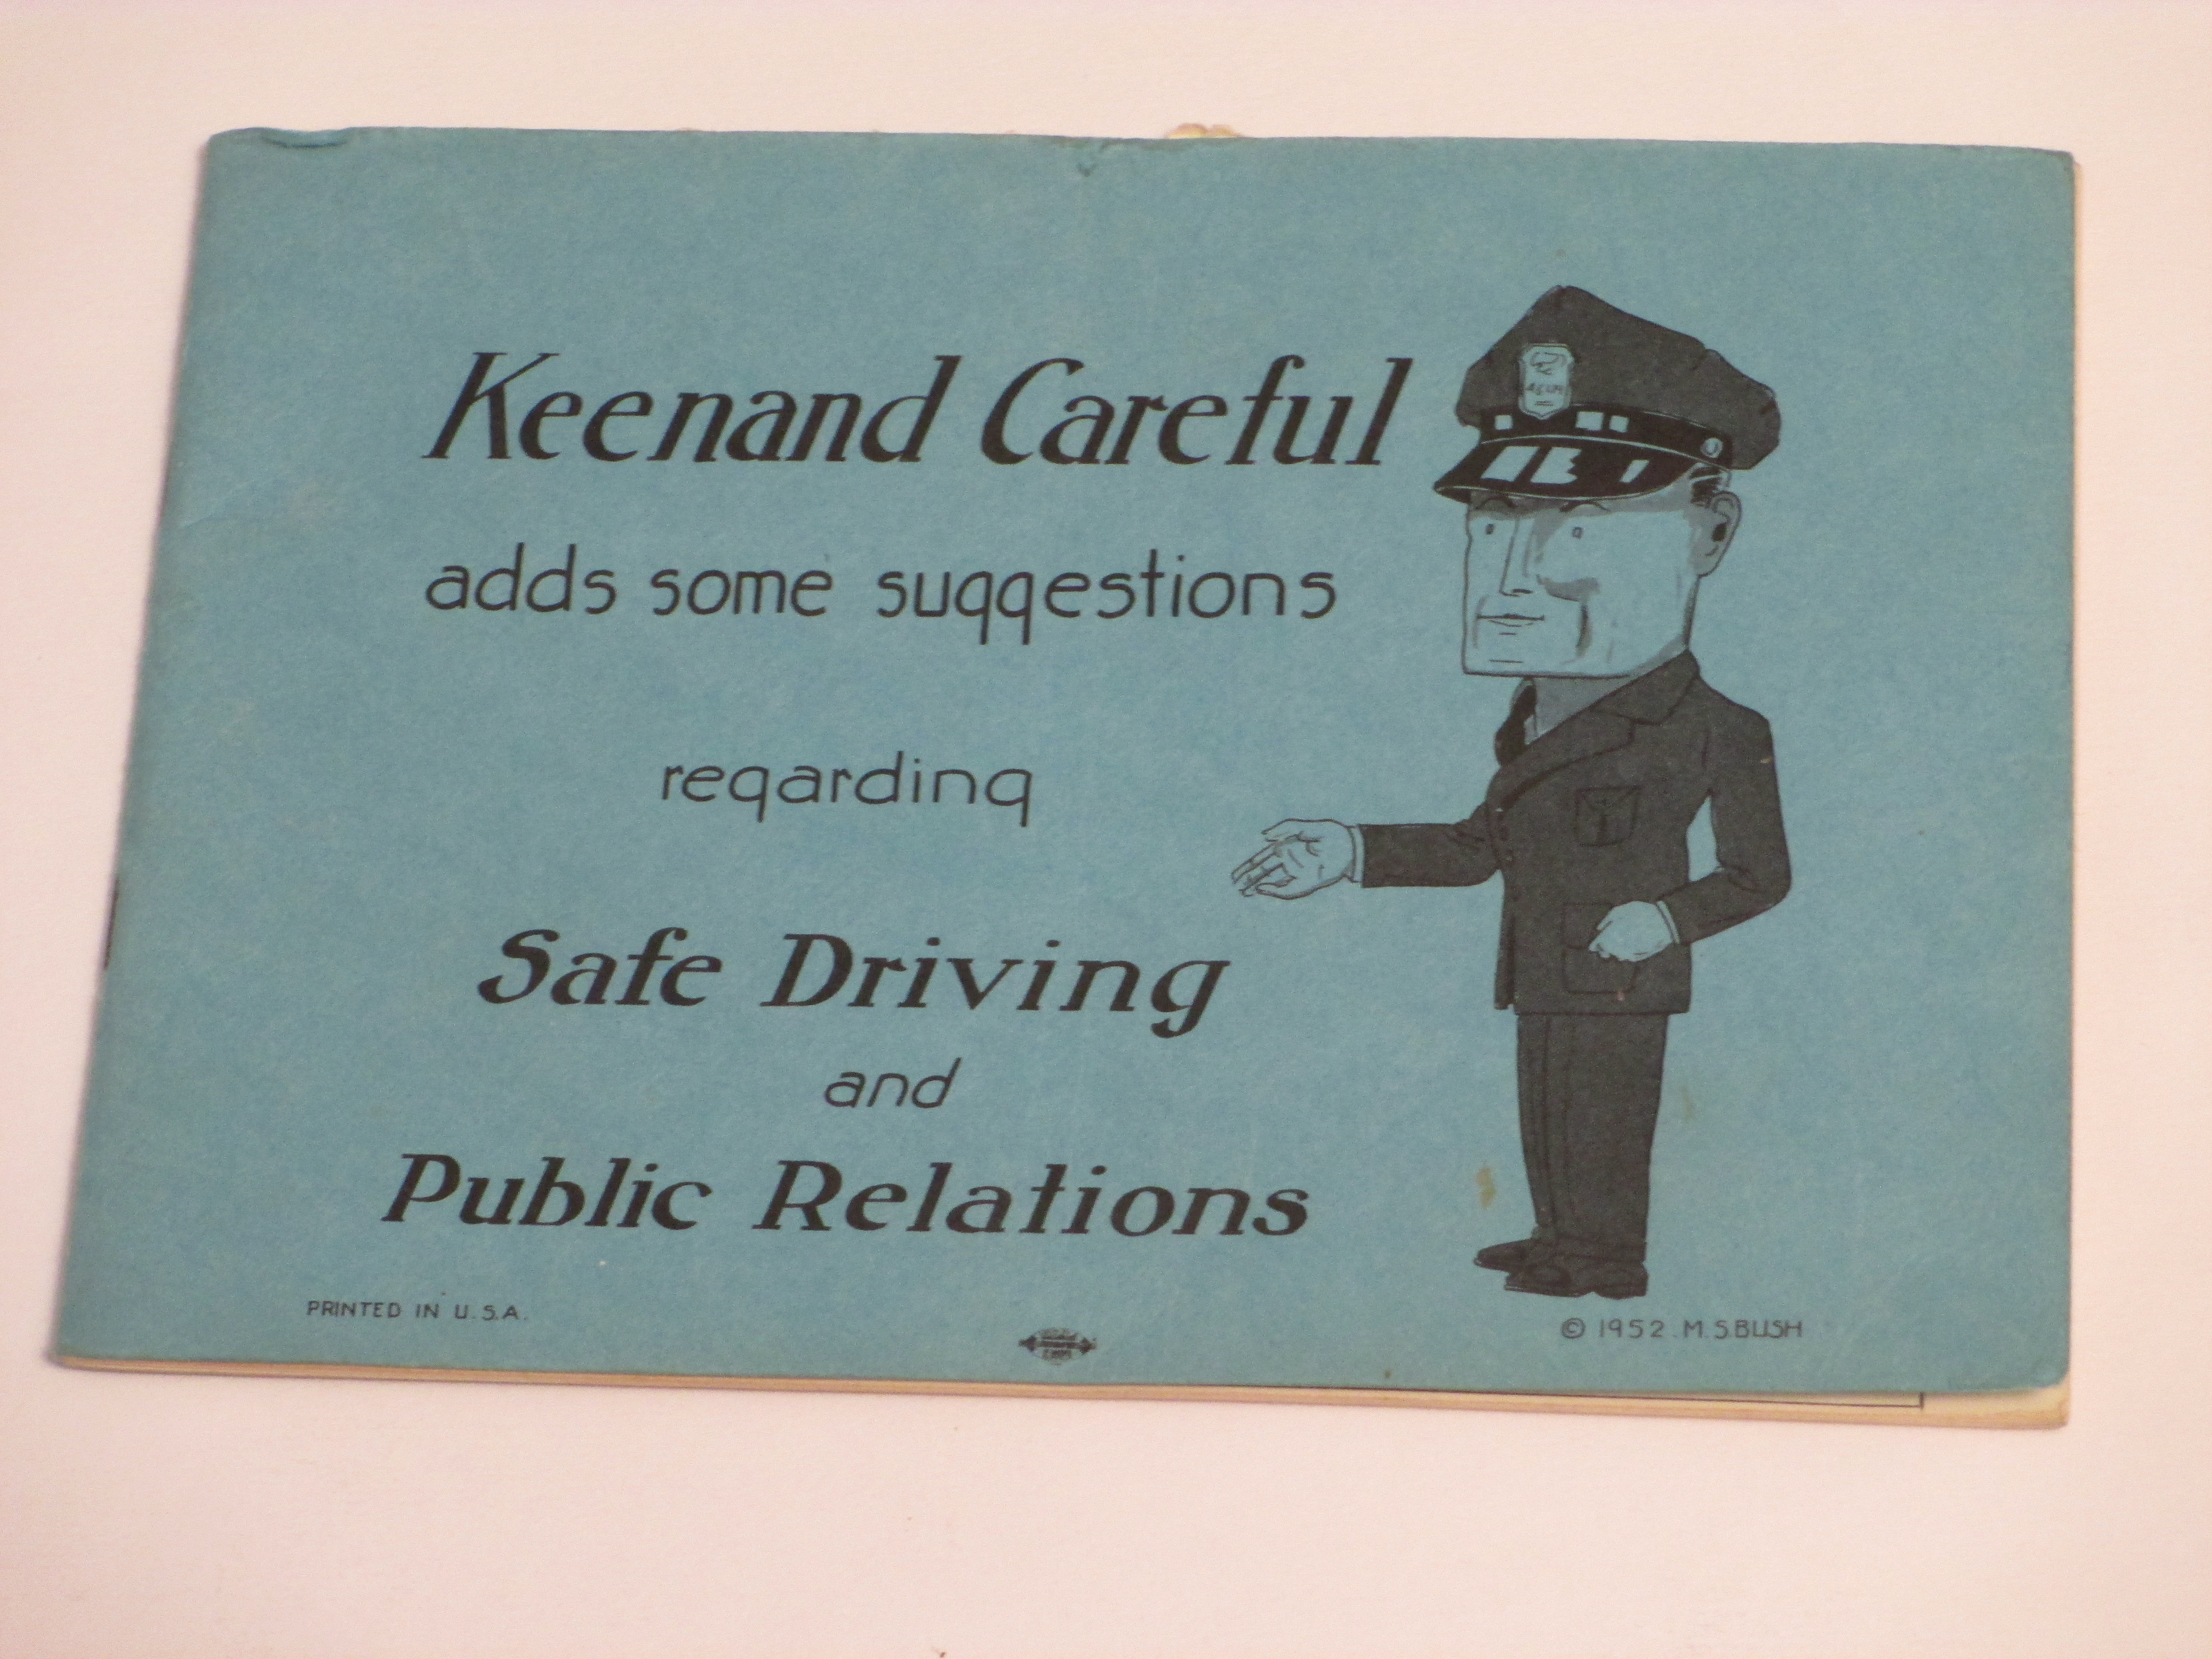 Keenand Careful
adds some suggestions
regarding
Safe Driving
and
Public Relations
PRINTED IN U.S.A.
© 1952 M.S.BUSH